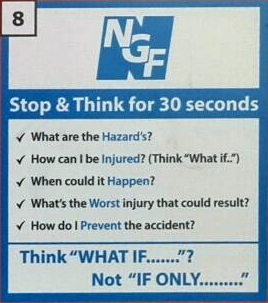 8
NGF
Stop & Think for 30 seconds
✓ What are the Hazard's?
✓ How can I be Injured? (Think "What if..")
✓ When could it Happen?
✓ What's the Worst injury that could result?
✓ How do I Prevent the accident?
Think "WHAT IF......."?
Not "IF ONLY........."